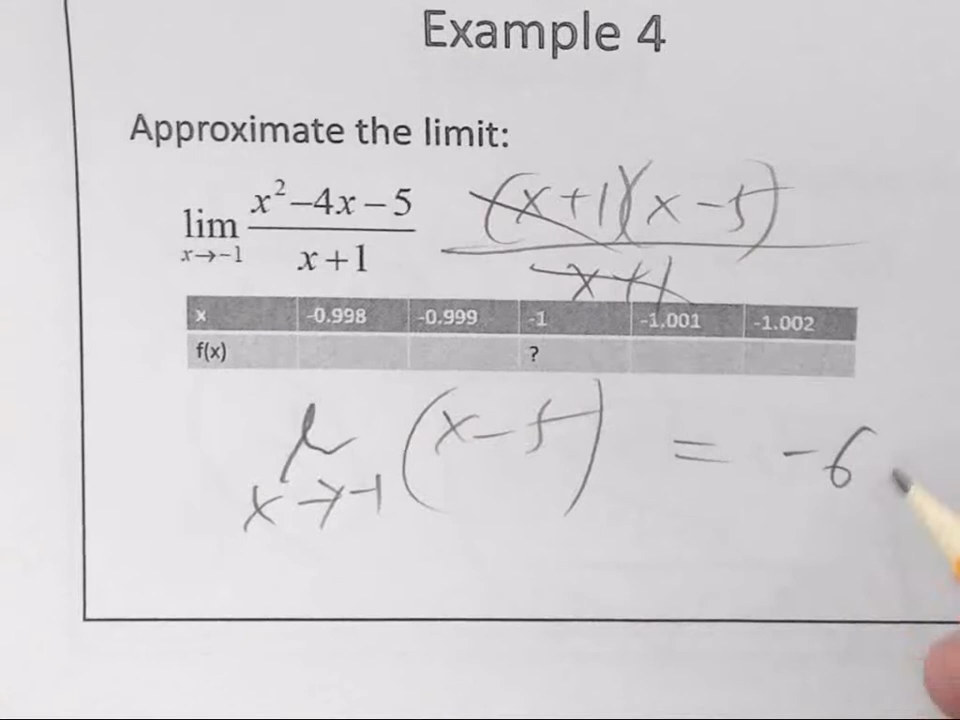 Example 4
Approximate the limit:
lim x→-1 (x²-4x-5)/(x+1) (x+1)(x-5)/(x+1)
x -0.998 -0.999 -1 -1.001 -1.002
f(x) ?
x→-1 (x-5) = -6